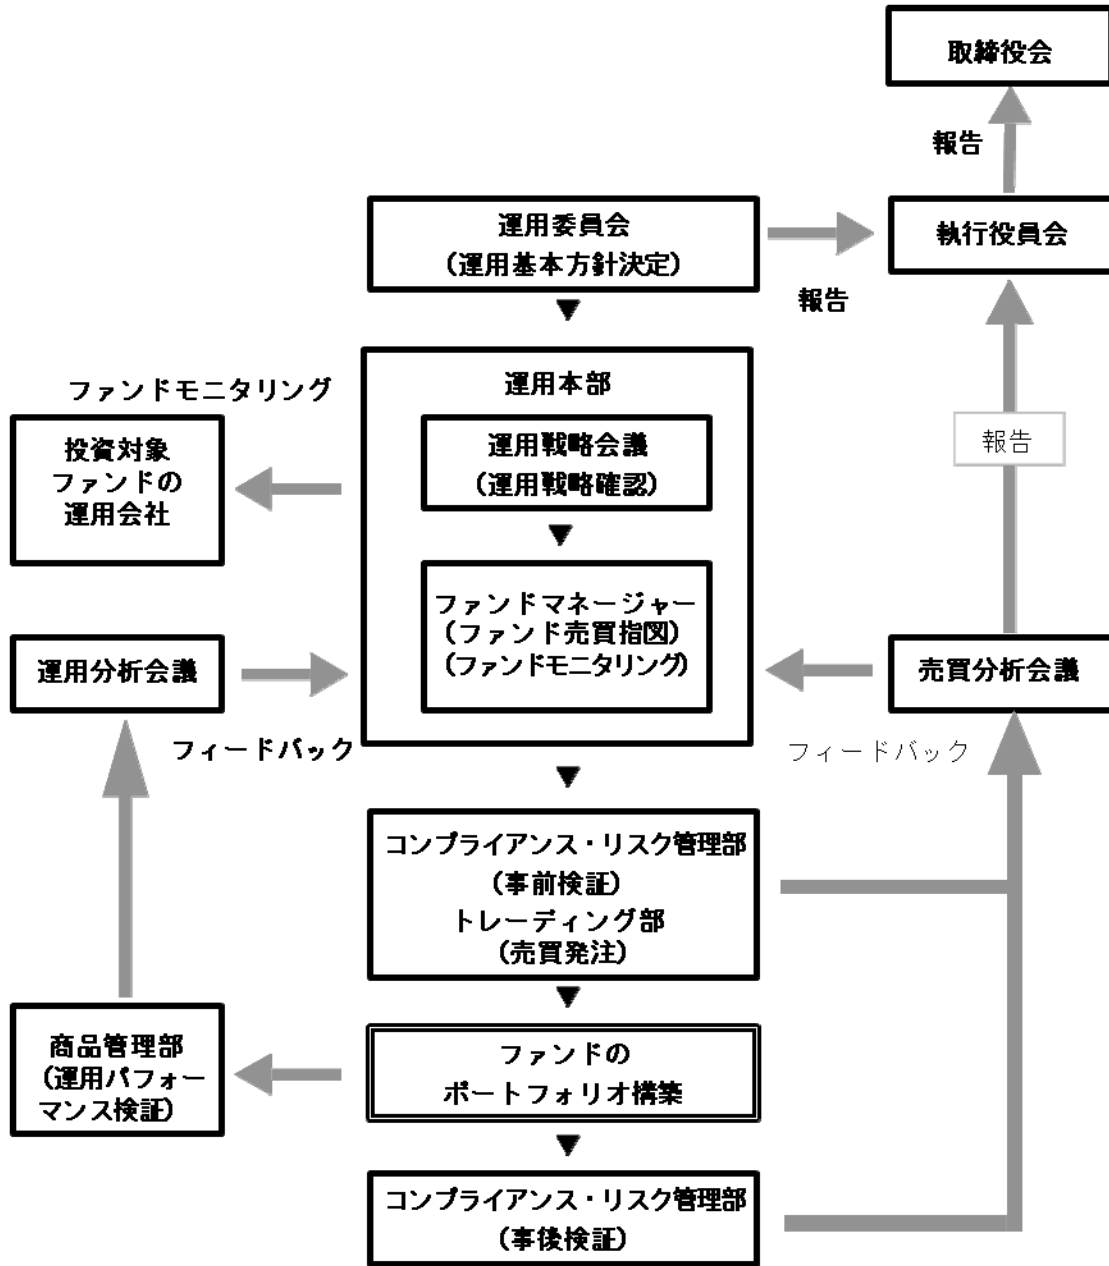 取締役会
報告
運用委員会
(運用基本方針決定)
執行役員会
報告
運用本部
ファンドモニタリング
投資対象
ファンドの
運用会社
運用戦略会議
(運用戦略確認)
報告
ファンドマネージャー
(ファンド売買指図)
(ファンドモニタリング)
運用分析会議
売買分析会議
フィードバック
フィードバック
コンプライアンス・リスク管理部
(事前検証)
トレーディング部
(売買発注)
商品管理部
(運用パフォー
マンス検証)
ファンドの
ポートフォリオ構築
コンプライアンス・リスク管理部
(事後検証)